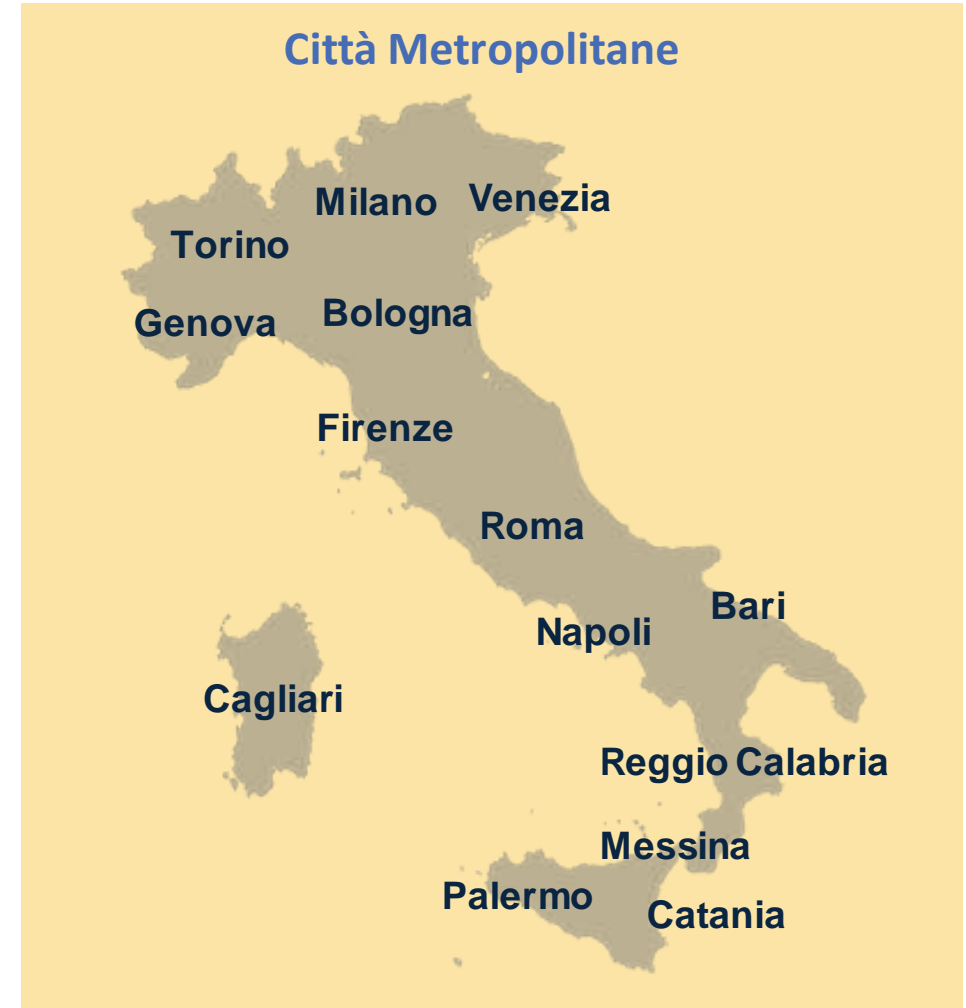 Città Metropolitane
Milano
Venezia
Torino
Genova
Bologna
Firenze
Roma
Bari
Napoli
Cagliari
Reggio Calabria
Messina
Palermo
Catania